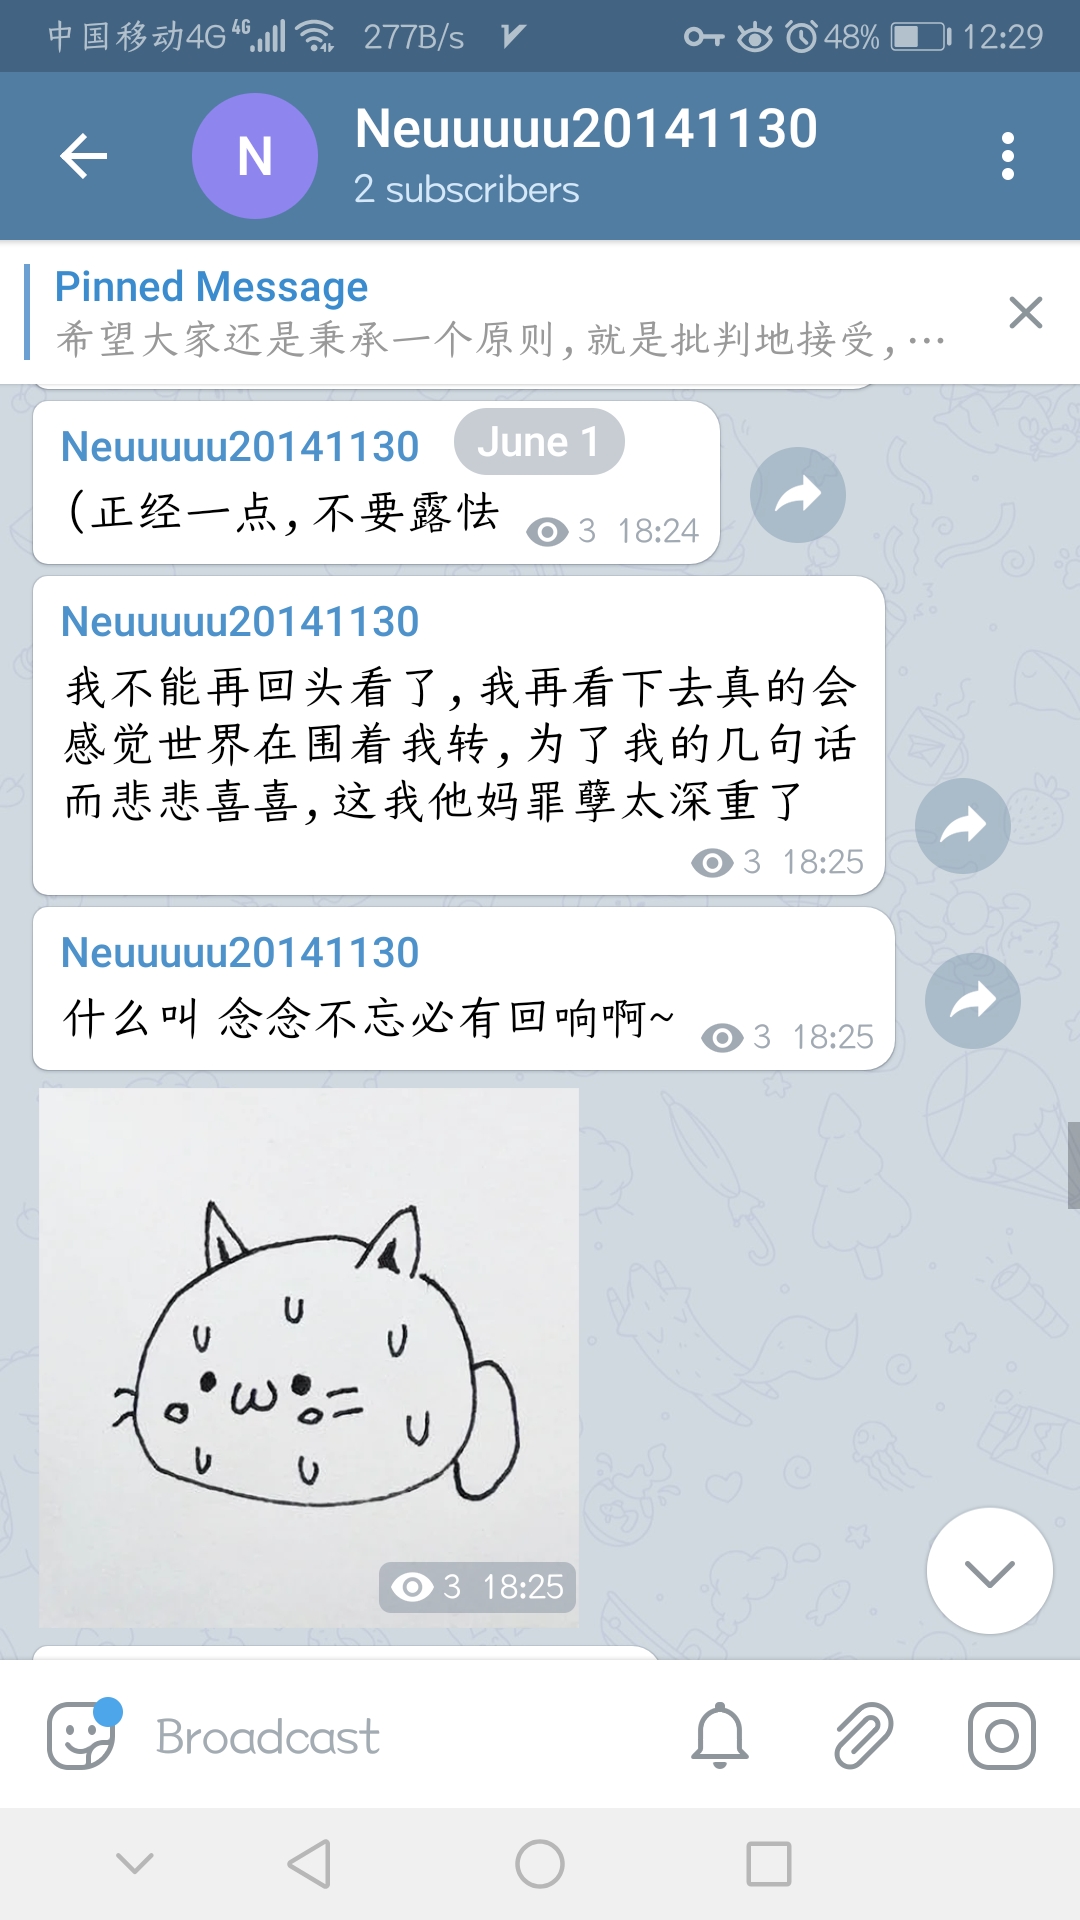 中国移动4G 4G 277B/s 48% 12:29
N
Neuuuuu20141130
2 subscribers
Pinned Message
希望大家还是秉承一个原则,就是批判地接受,…
June 1
Neuuuuu20141130
(正经一点,不要露怯
3 18:24
Neuuuuu20141130
我不能再回头看了,我再看下去真的会
感觉世界在围着我转,为了我的几句话
而悲悲喜喜,这我他妈罪孽太深重了
3 18:25
Neuuuuu20141130
什么叫 念念不忘必有回响啊~
3 18:25
3 18:25
Broadcast